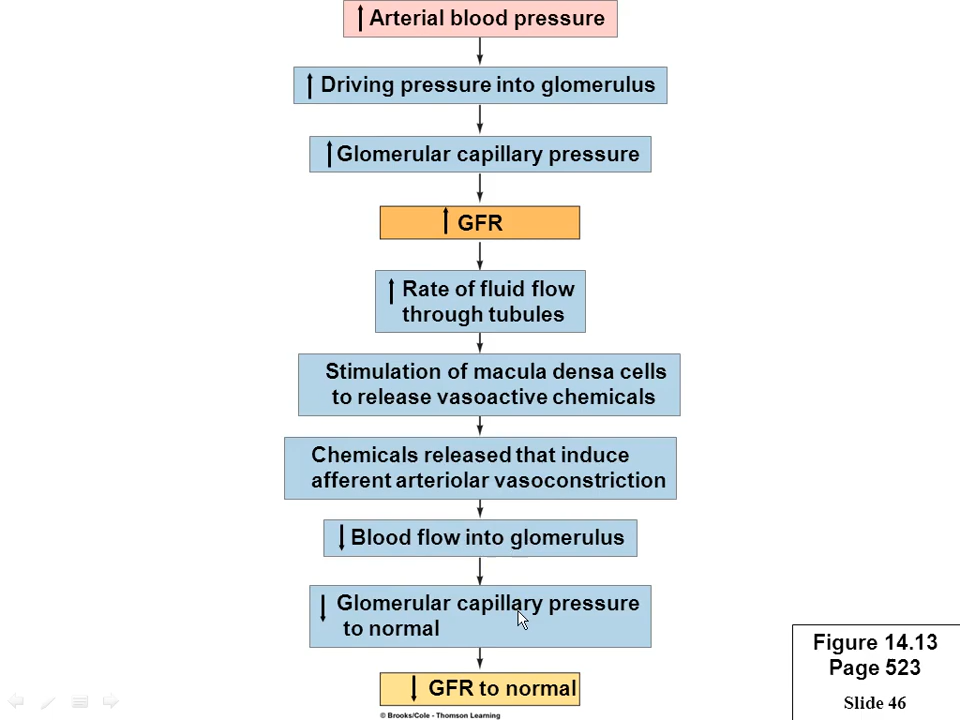 Arterial blood pressure
Driving pressure into glomerulus
Glomerular capillary pressure
GFR
Rate of fluid flow
through tubules
Stimulation of macula densa cells
to release vasoactive chemicals
Chemicals released that induce
afferent arteriolar vasoconstriction
Blood flow into glomerulus
Glomerular capillary pressure
to normal
GFR to normal
© Brooks/Cole - Thomson Learning
Figure 14.13
Page 523
Slide 46